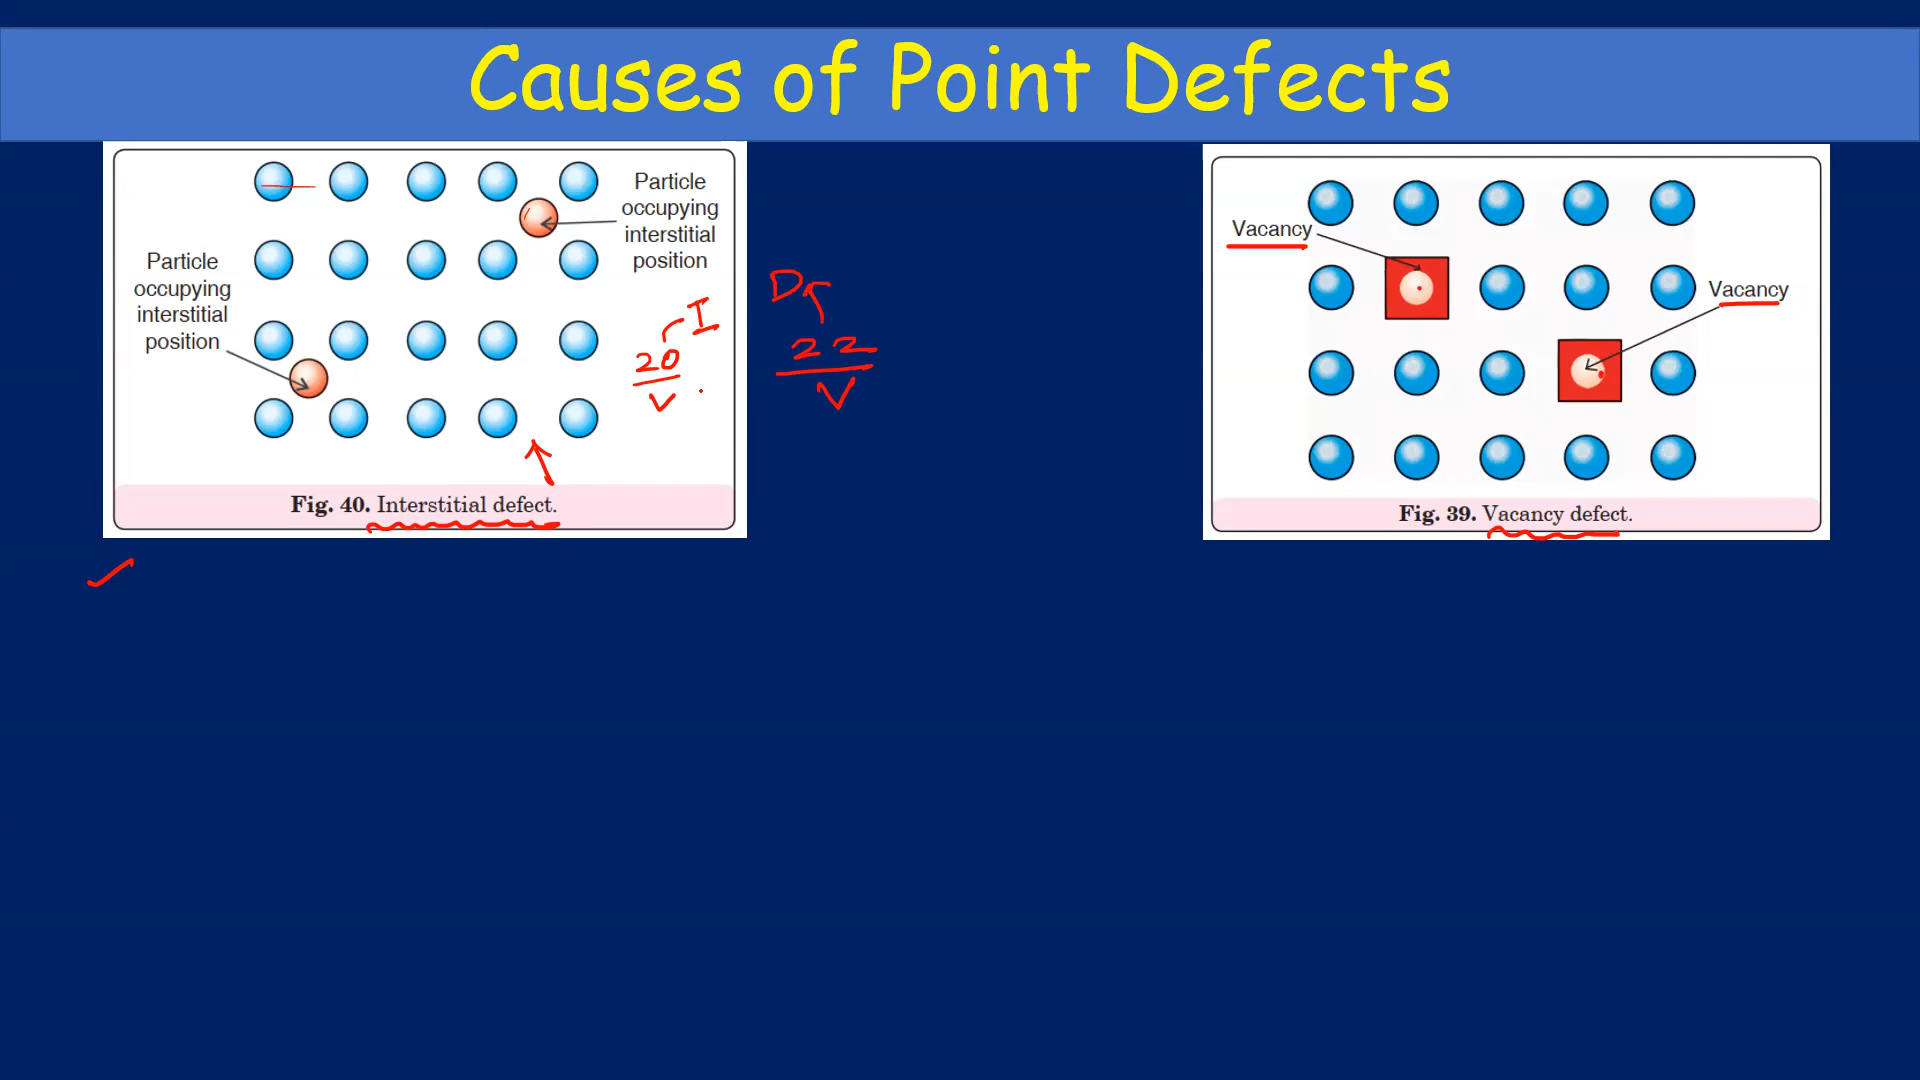 Causes of Point Defects
Particle
occupying
interstitial
position
Particle
occupying
interstitial
position
I
20
V
Fig. 40. Interstitial defect.
D
22
V
Vacancy
Vacancy
Fig. 39. Vacancy defect.